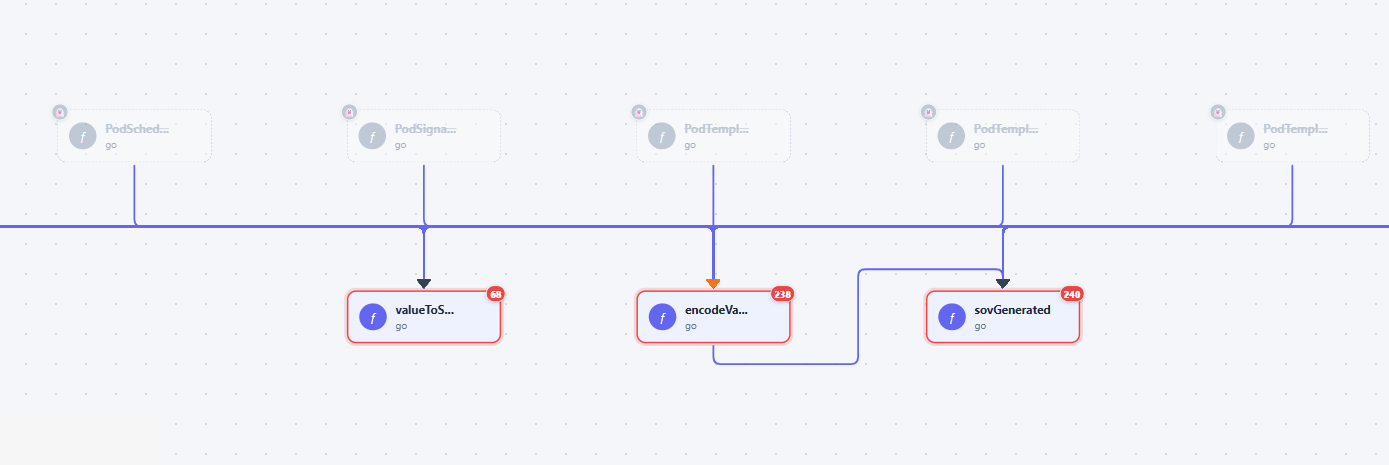 PodSched...
go
PodSigna...
go
PodTempl...
go
PodTempl...
go
PodTempl...
go
68
valueToS...
go
238
encodeVa...
go
240
sovGenerated
go